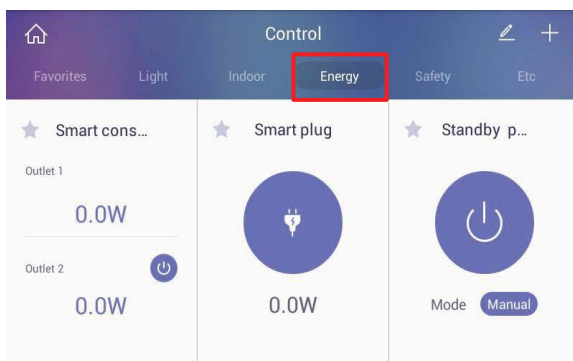 Control
Favorites Light Indoor Energy Safety Etc
Smart cons...
Outlet 1
0.0W
Outlet 2
0.0W
Smart plug
0.0W
Standby p...
Mode Manual